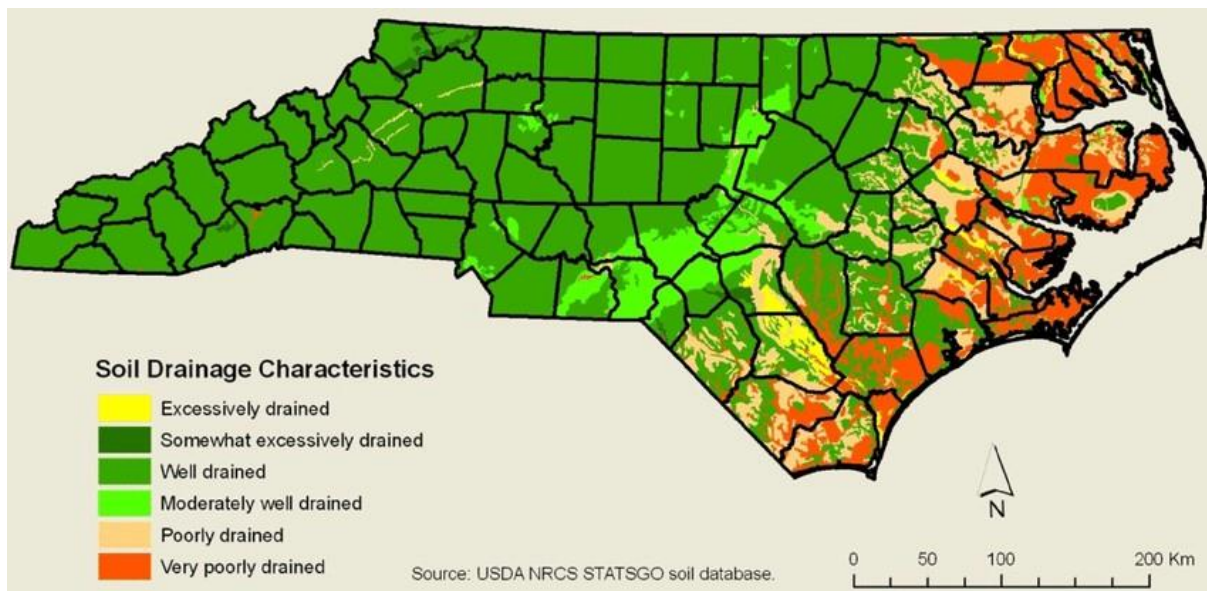 Soil Drainage Characteristics
Excessively drained
Somewhat excessively drained
Well drained
Moderately well drained
Poorly drained
Very poorly drained
Source: USDA NRCS STATSGO soil database.
N
0 50 100 200 Km